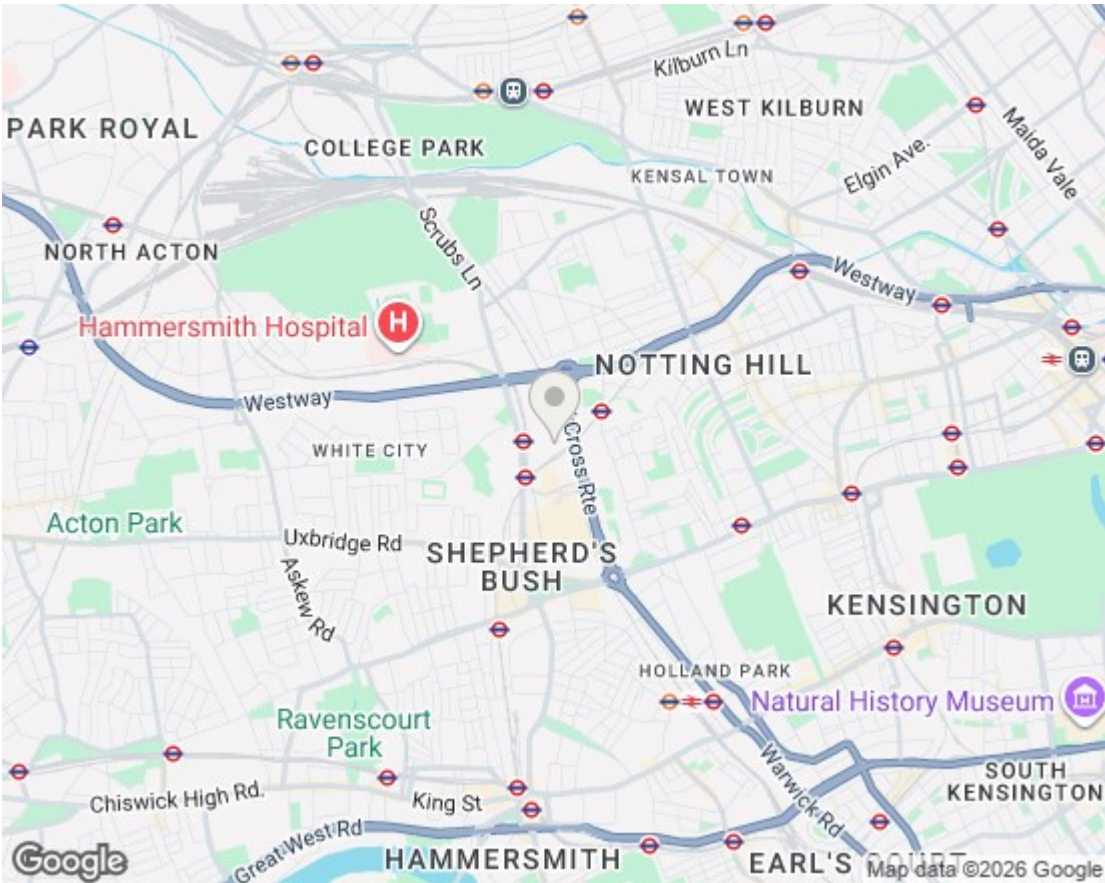 Kilburn Ln
WEST KILBURN
PARK ROYAL
COLLEGE PARK
Maida Vale
Elgin Ave.
KENSAL TOWN
Scrubs Ln
NORTH ACTON
Westway
Hammersmith Hospital
H
NOTTING HILL
Westway
Cross Rte
WHITE CITY
Acton Park
Uxbridge Rd
SHEPHERD'S
BUSH
Askew Rd
KENSINGTON
HOLLAND PARK
Natural History Museum
Ravenscourt
Park
Warwick Rd
SOUTH
KENSINGTON
Chiswick High Rd.
King St
Great West Rd
HAMMERSMITH
EARL'S COURT
Google
Map data ©2026 Google